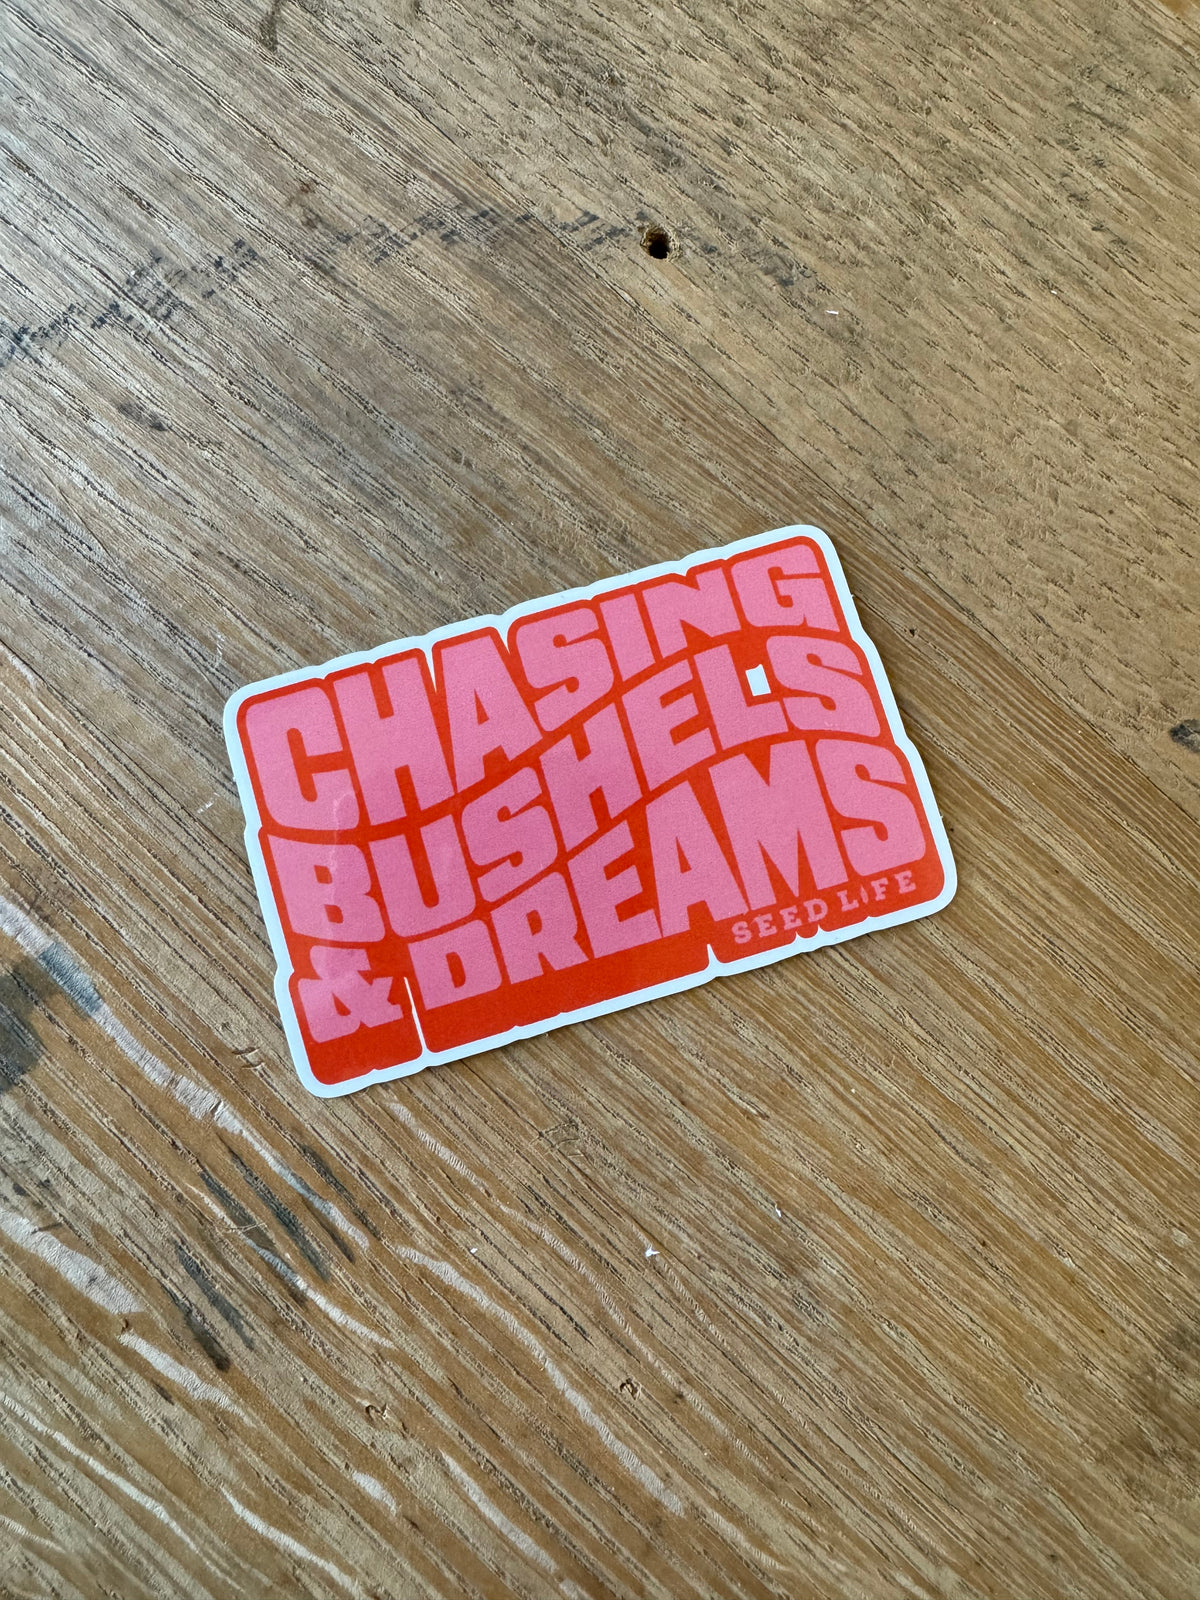 CHASING
BUSHELS
& DREAMS
SEED LIFE